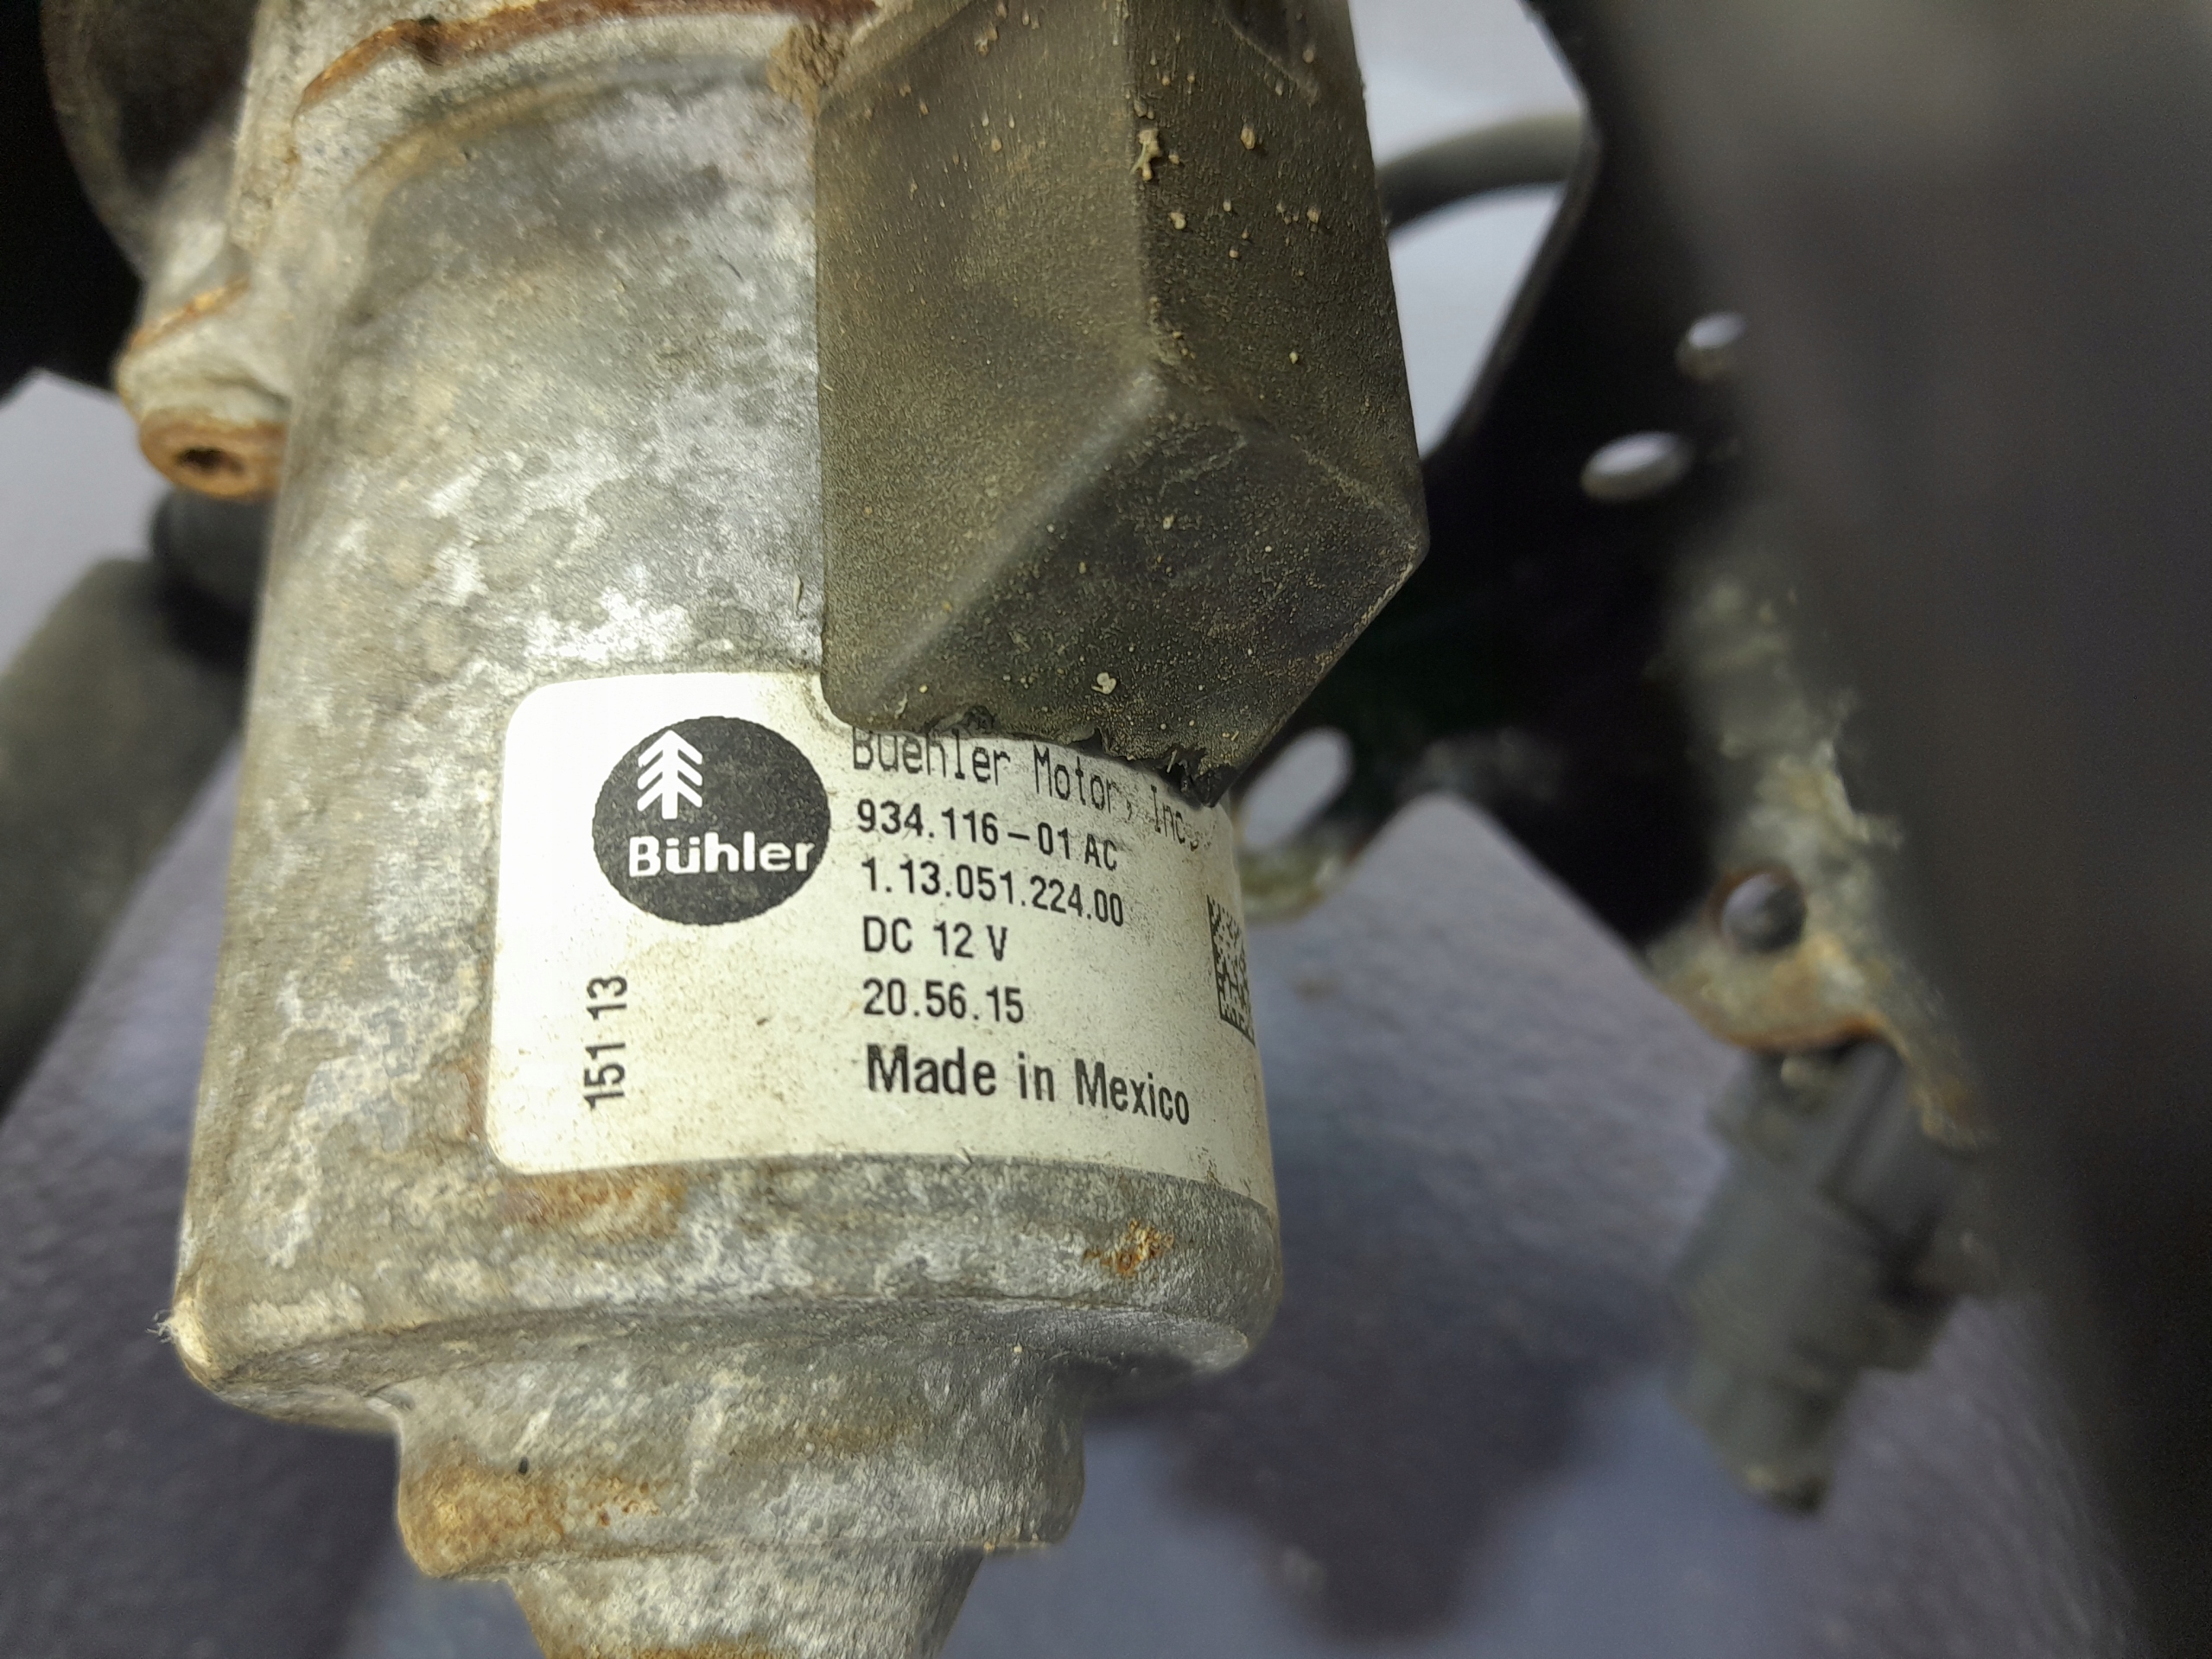 Bühler
Buehler Motor, Inc.
934.116-01 AC
1.13.051.224.00
DC 12 V
20.56.15
Made in Mexico
151 13